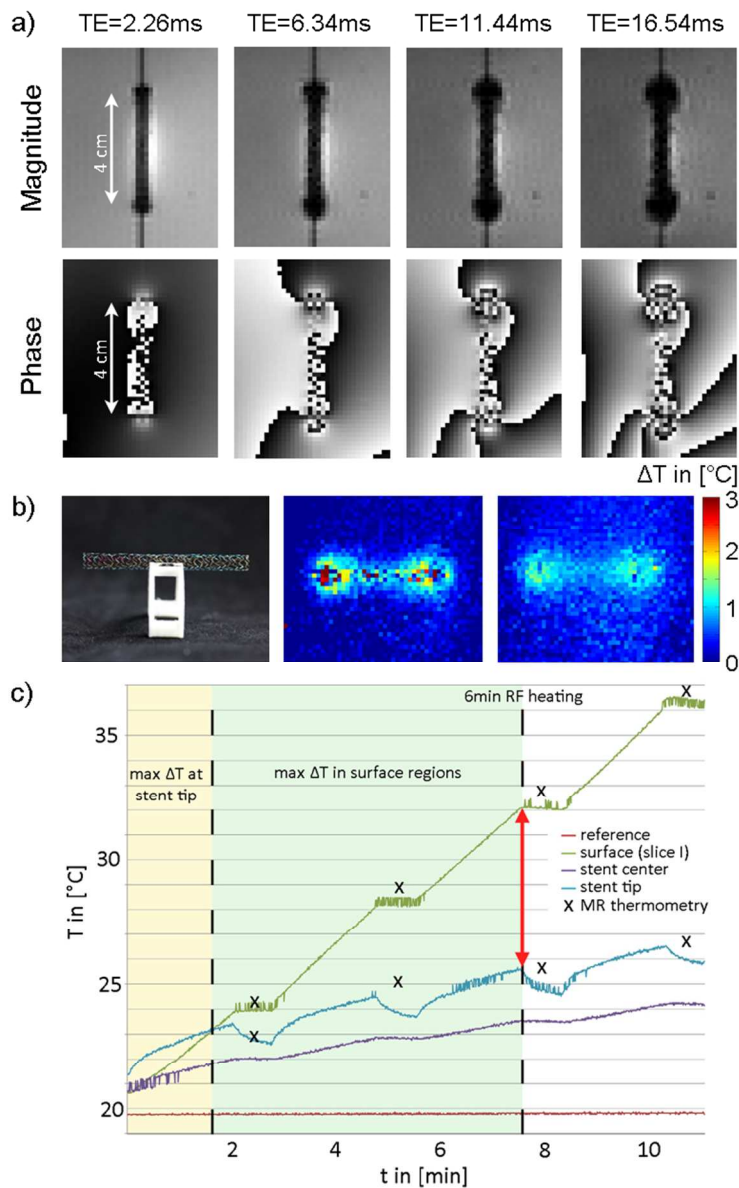 a)
TE=2.26ms TE=6.34ms TE=11.44ms TE=16.54ms
Magnitude
4 cm
Phase
4 cm
ΔT in [°C]
b)
3
2
1
0
c)
6min RF heating
max ΔT at
stent tip
max ΔT in surface regions
reference
surface (slice I)
stent center
stent tip
X MR thermometry
X X X X
X X X X
T in [°C]
35
30
25
20
2 4 6 8 10
t in [min]